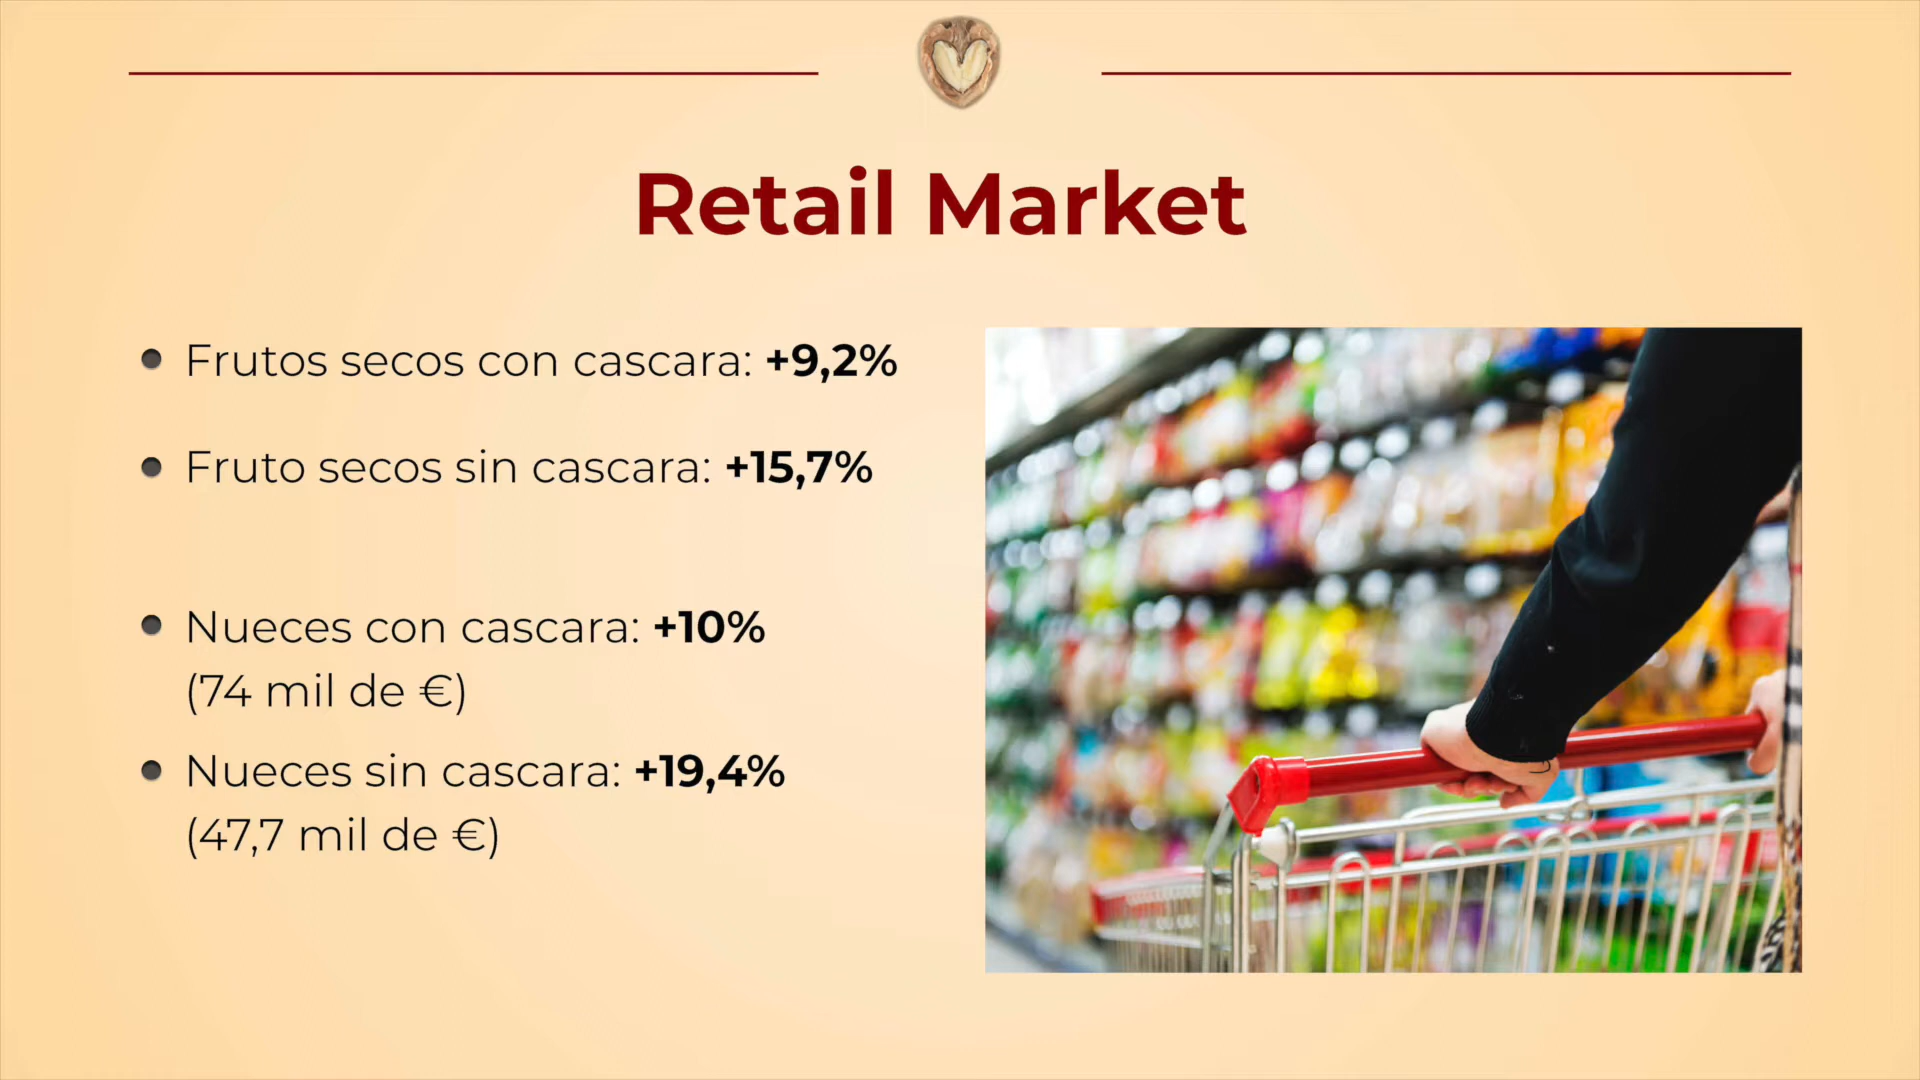 Retail Market
Frutos secos con cascara: +9,2%
Fruto secos sin cascara: +15,7%
Nueces con cascara: +10%
(74 mil de €)
Nueces sin cascara: +19,4%
(47,7 mil de €)